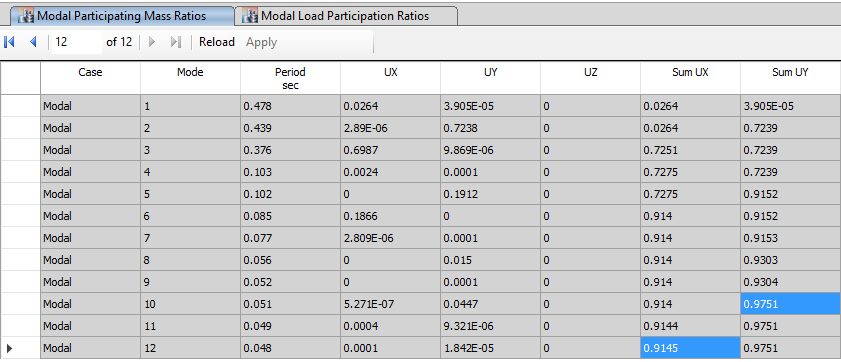 Modal Participating Mass Ratios Modal Load Participation Ratios
12 of 12 Reload Apply
Case Mode Period sec UX UY UZ Sum UX Sum UY
Modal 1 0.478 0.0264 3.905E-05 0 0.0264 3.905E-05
Modal 2 0.439 2.89E-06 0.7238 0 0.0264 0.7239
Modal 3 0.376 0.6987 9.869E-06 0 0.7251 0.7239
Modal 4 0.103 0.0024 0.0001 0 0.7275 0.7239
Modal 5 0.102 0 0.1912 0 0.7275 0.9152
Modal 6 0.085 0.1866 0 0 0.914 0.9152
Modal 7 0.077 2.809E-06 0.0001 0 0.914 0.9153
Modal 8 0.056 0 0.015 0 0.914 0.9303
Modal 9 0.052 0 0.0001 0 0.914 0.9304
Modal 10 0.051 5.271E-07 0.0447 0 0.914 0.9751
Modal 11 0.049 0.0004 9.321E-06 0 0.9144 0.9751
Modal 12 0.048 0.0001 1.842E-05 0 0.9145 0.9751